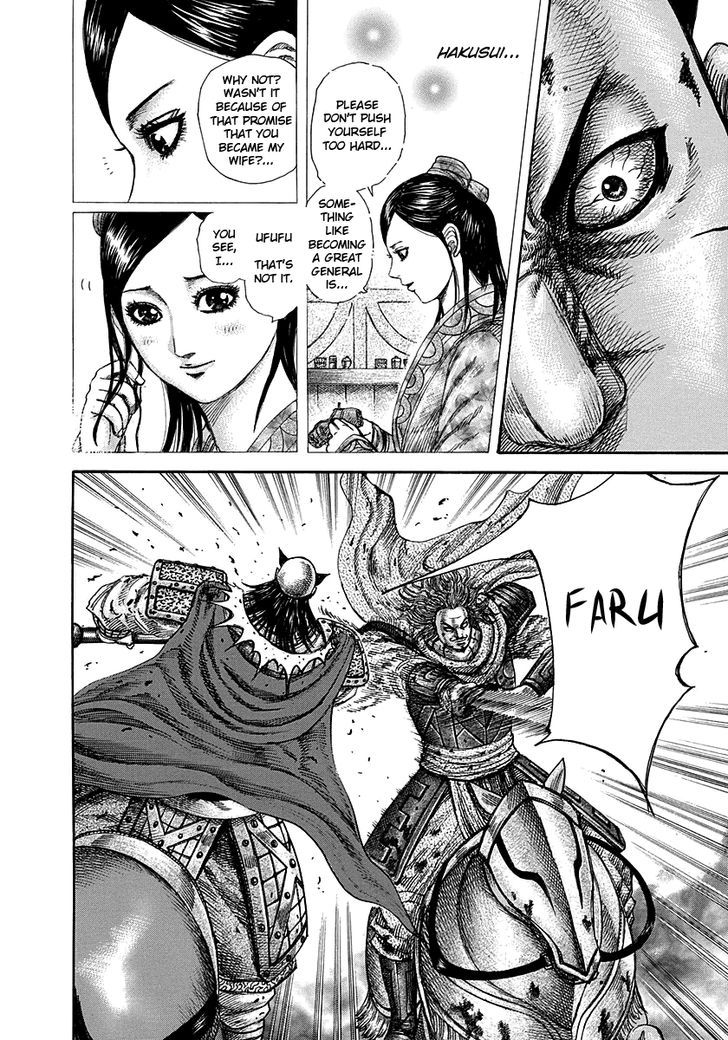 HAKUSUI...
PLEASE
DON'T PUSH
YOURSELF
TOO HARD...
SOME-
THING
LIKE
BECOMING
A GREAT
GENERAL
IS...
WHY NOT?
WASN'T IT
BECAUSE OF
THAT PROMISE
THAT YOU
BECAME MY
WIFE?...
UFUFU
THAT'S
NOT IT.
YOU
SEE,
I...
FARU